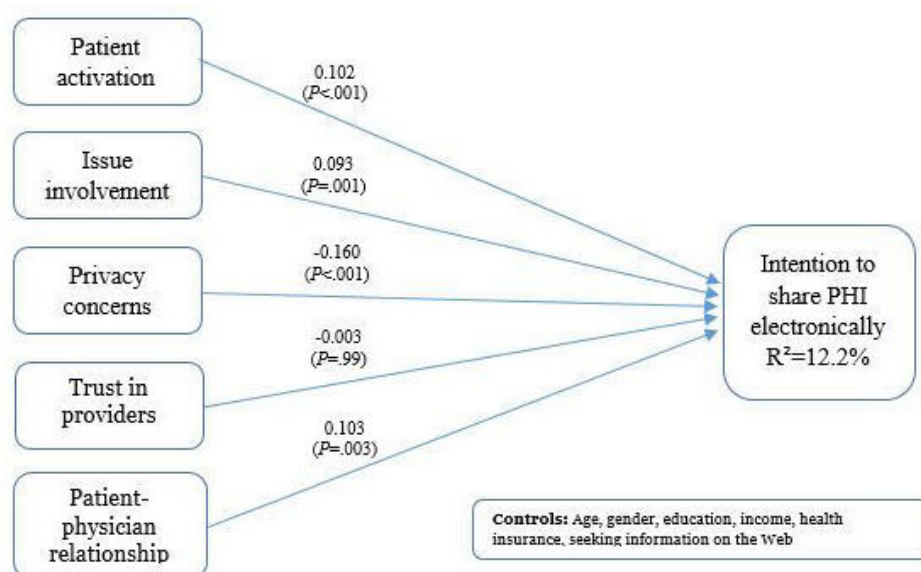 Patient
activation
0.102
(P<.001)
Issue
involvement
0.093
(P=.001)
Privacy
concerns
-0.160
(P<.001)
Trust in
providers
-0.003
(P=.99)
Patient-
physician
relationship
0.103
(P=.003)
Intention to
share PHI
electronically
R²=12.2%
Controls: Age, gender, education, income, health
insurance, seeking information on the Web